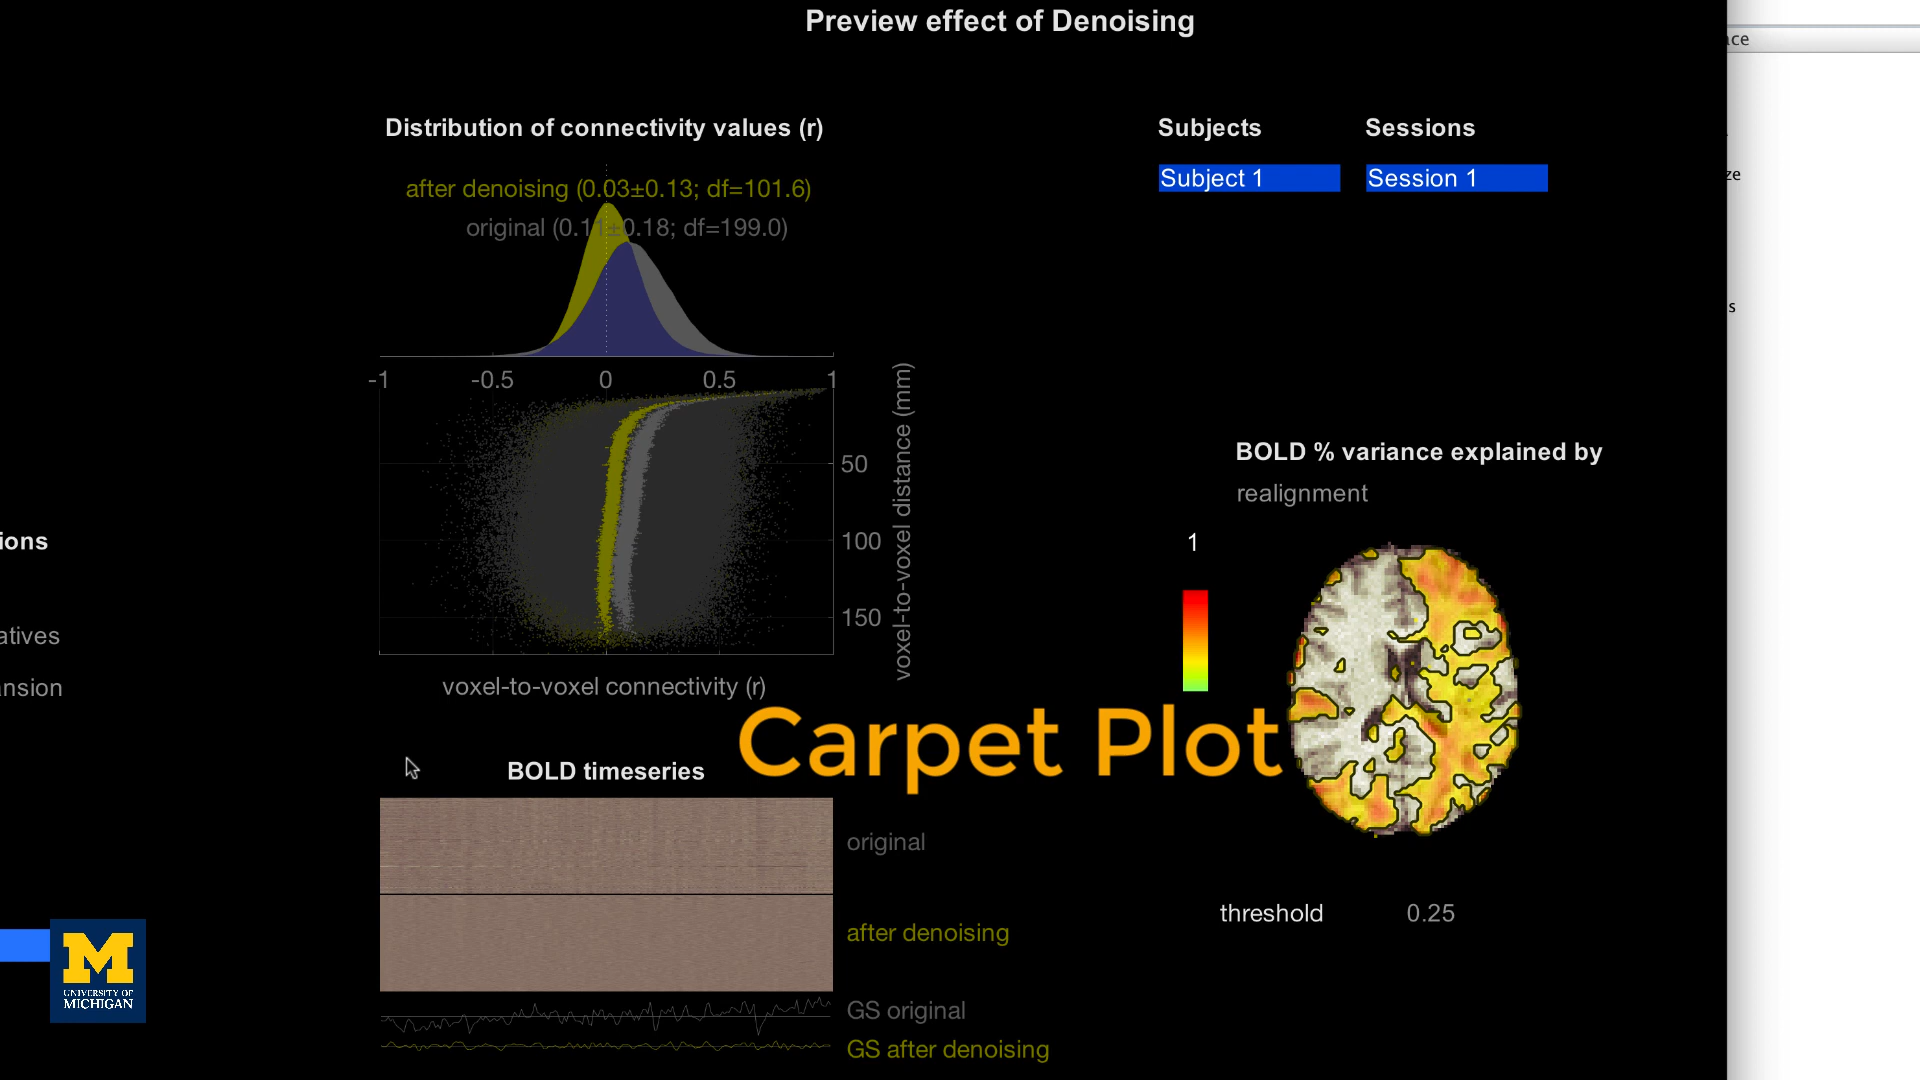 Preview effect of Denoising
ce
Distribution of connectivity values (r)
Subjects
Sessions
after denoising (0.03±0.13; df=101.6)
Subject 1
Session 1
ze
original (0.11±0.18; df=199.0)
s
-1 -0.5 0 0.5 1
50
100
150
voxel-to-voxel distance (mm)
voxel-to-voxel connectivity (r)
BOLD % variance explained by
realignment
1
ions
atives
ansion
Carpet Plot
BOLD timeseries
original
after denoising
threshold 0.25
GS original
GS after denoising
M
UNIVERSITY OF
MICHIGAN